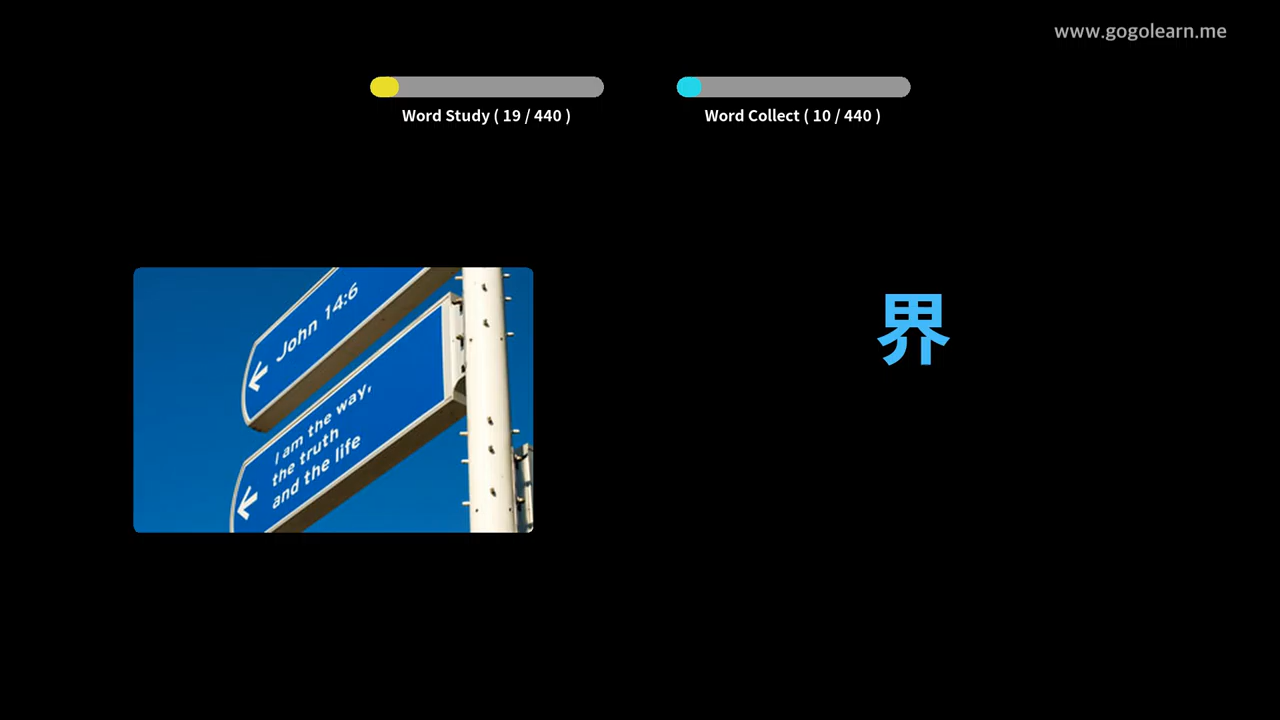 www.gogolearn.me
Word Study ( 19 / 440 )
Word Collect ( 10 / 440 )
John 14:6
I am the way,
the truth
and the life
界